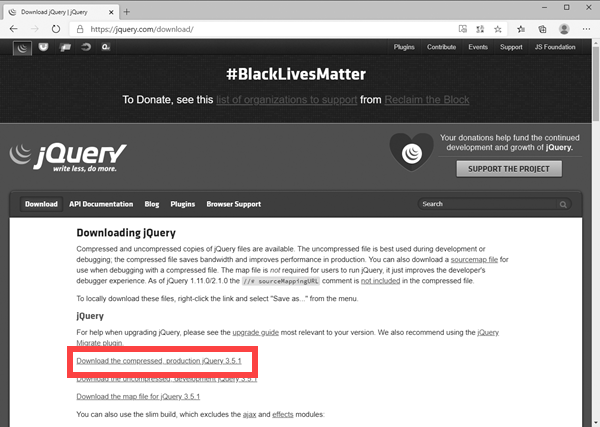 Download jQuery | jQuery
https://jquery.com/download/
Plugins Contribute Events Support JS Foundation
#BlackLivesMatter
To Donate, see this list of organizations to support from Reclaim the Block
jQuery
write less, do more.
Your donations help fund the continued
development and growth of jQuery.
SUPPORT THE PROJECT
Download API Documentation Blog Plugins Browser Support Search
Downloading jQuery
Compressed and uncompressed copies of jQuery files are available. The uncompressed file is best used during development or
debugging; the compressed file saves bandwidth and improves performance in production. You can also download a sourcemap file for
use when debugging with a compressed file. The map file is not required for users to run jQuery, it just improves the developer's
debugger experience. As of jQuery 1.11.0/2.1.0 the //# sourceMappingURL comment is not included in the compressed file.
To locally download these files, right-click the link and select "Save as..." from the menu.
jQuery
For help when upgrading jQuery, please see the upgrade guide most relevant to your version. We also recommend using the jQuery
Migrate plugin.
Download the compressed, production jQuery 3.5.1
Download the uncompressed, development jQuery 3.5.1
Download the map file for jQuery 3.5.1
You can also use the slim build, which excludes the ajax and effects modules: